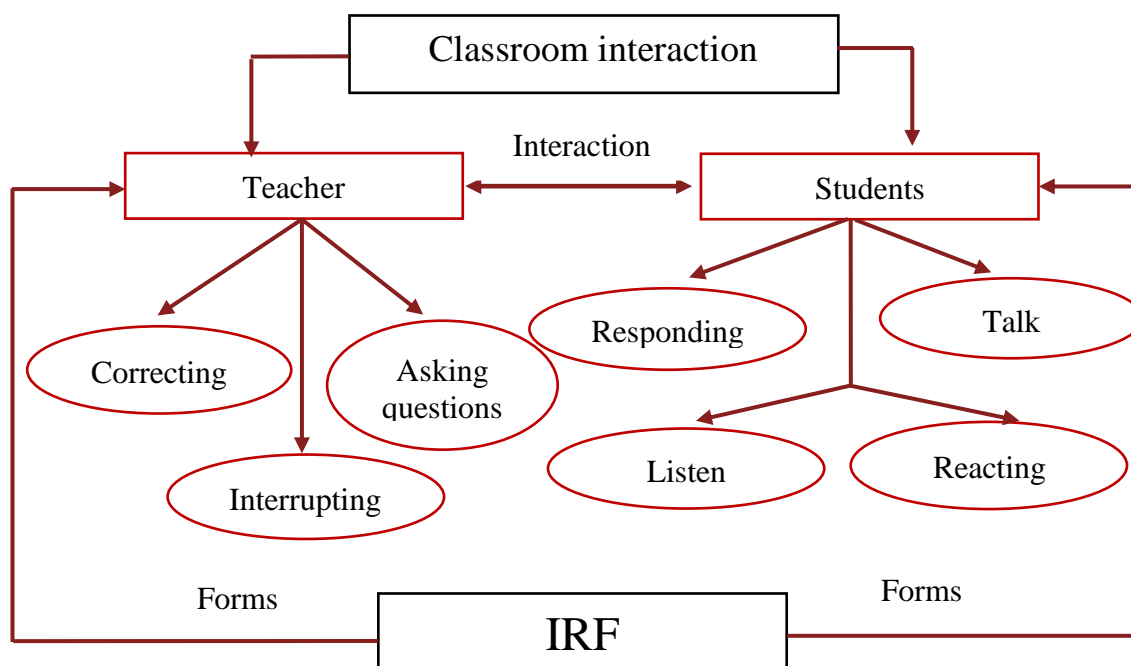 Classroom interaction
Interaction
Teacher
Students
Responding
Talk
Correcting
Asking
questions
Listen
Reacting
Interrupting
Forms
Forms
IRF